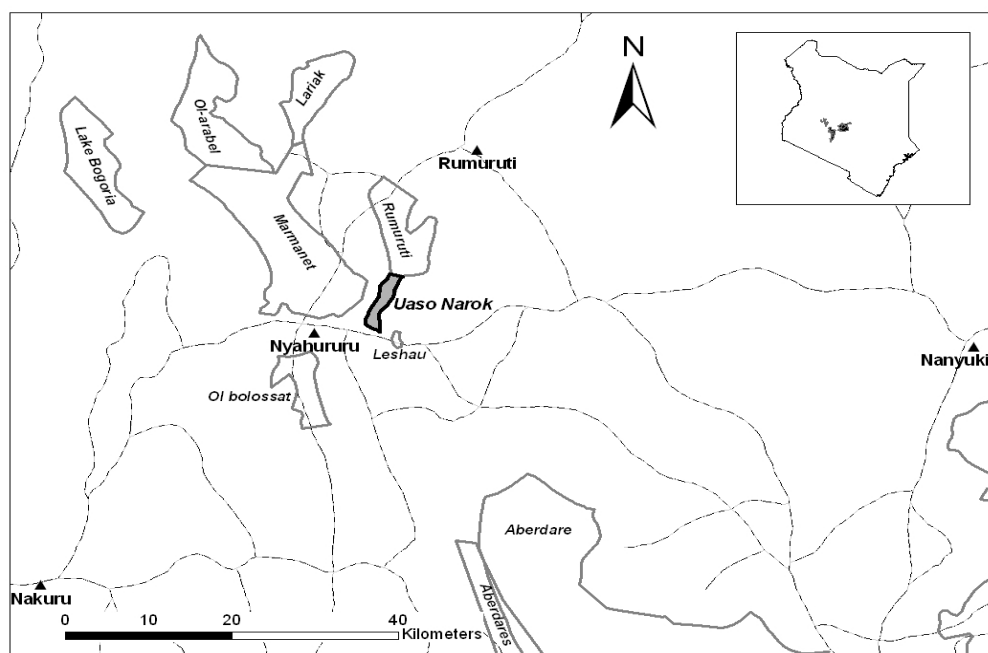 N
Lariak
Ol-arabel
Lake Bogoria
Rumuruti
Rumuruti
Marmanet
Uaso Narok
Nyahururu
Leshau
Nanyuki
Ol bolossat
Aberdare
Aberdares
Nakuru
0 10 20 40
Kilometers